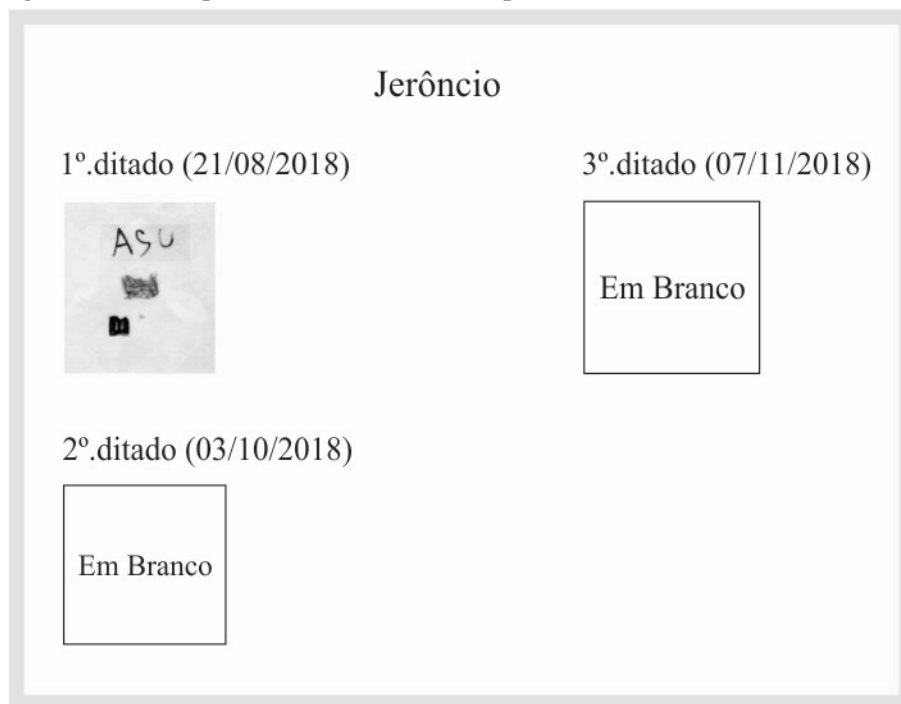 Jerôncio
1º.ditado (21/08/2018)
ASU
2º.ditado (03/10/2018)
Em Branco
3º.ditado (07/11/2018)
Em Branco